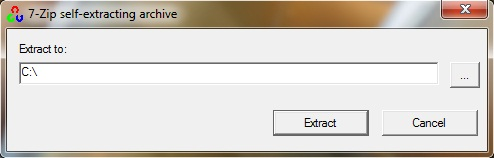 7-Zip self-extracting archive
Extract to:
C:\
...
Extract
Cancel